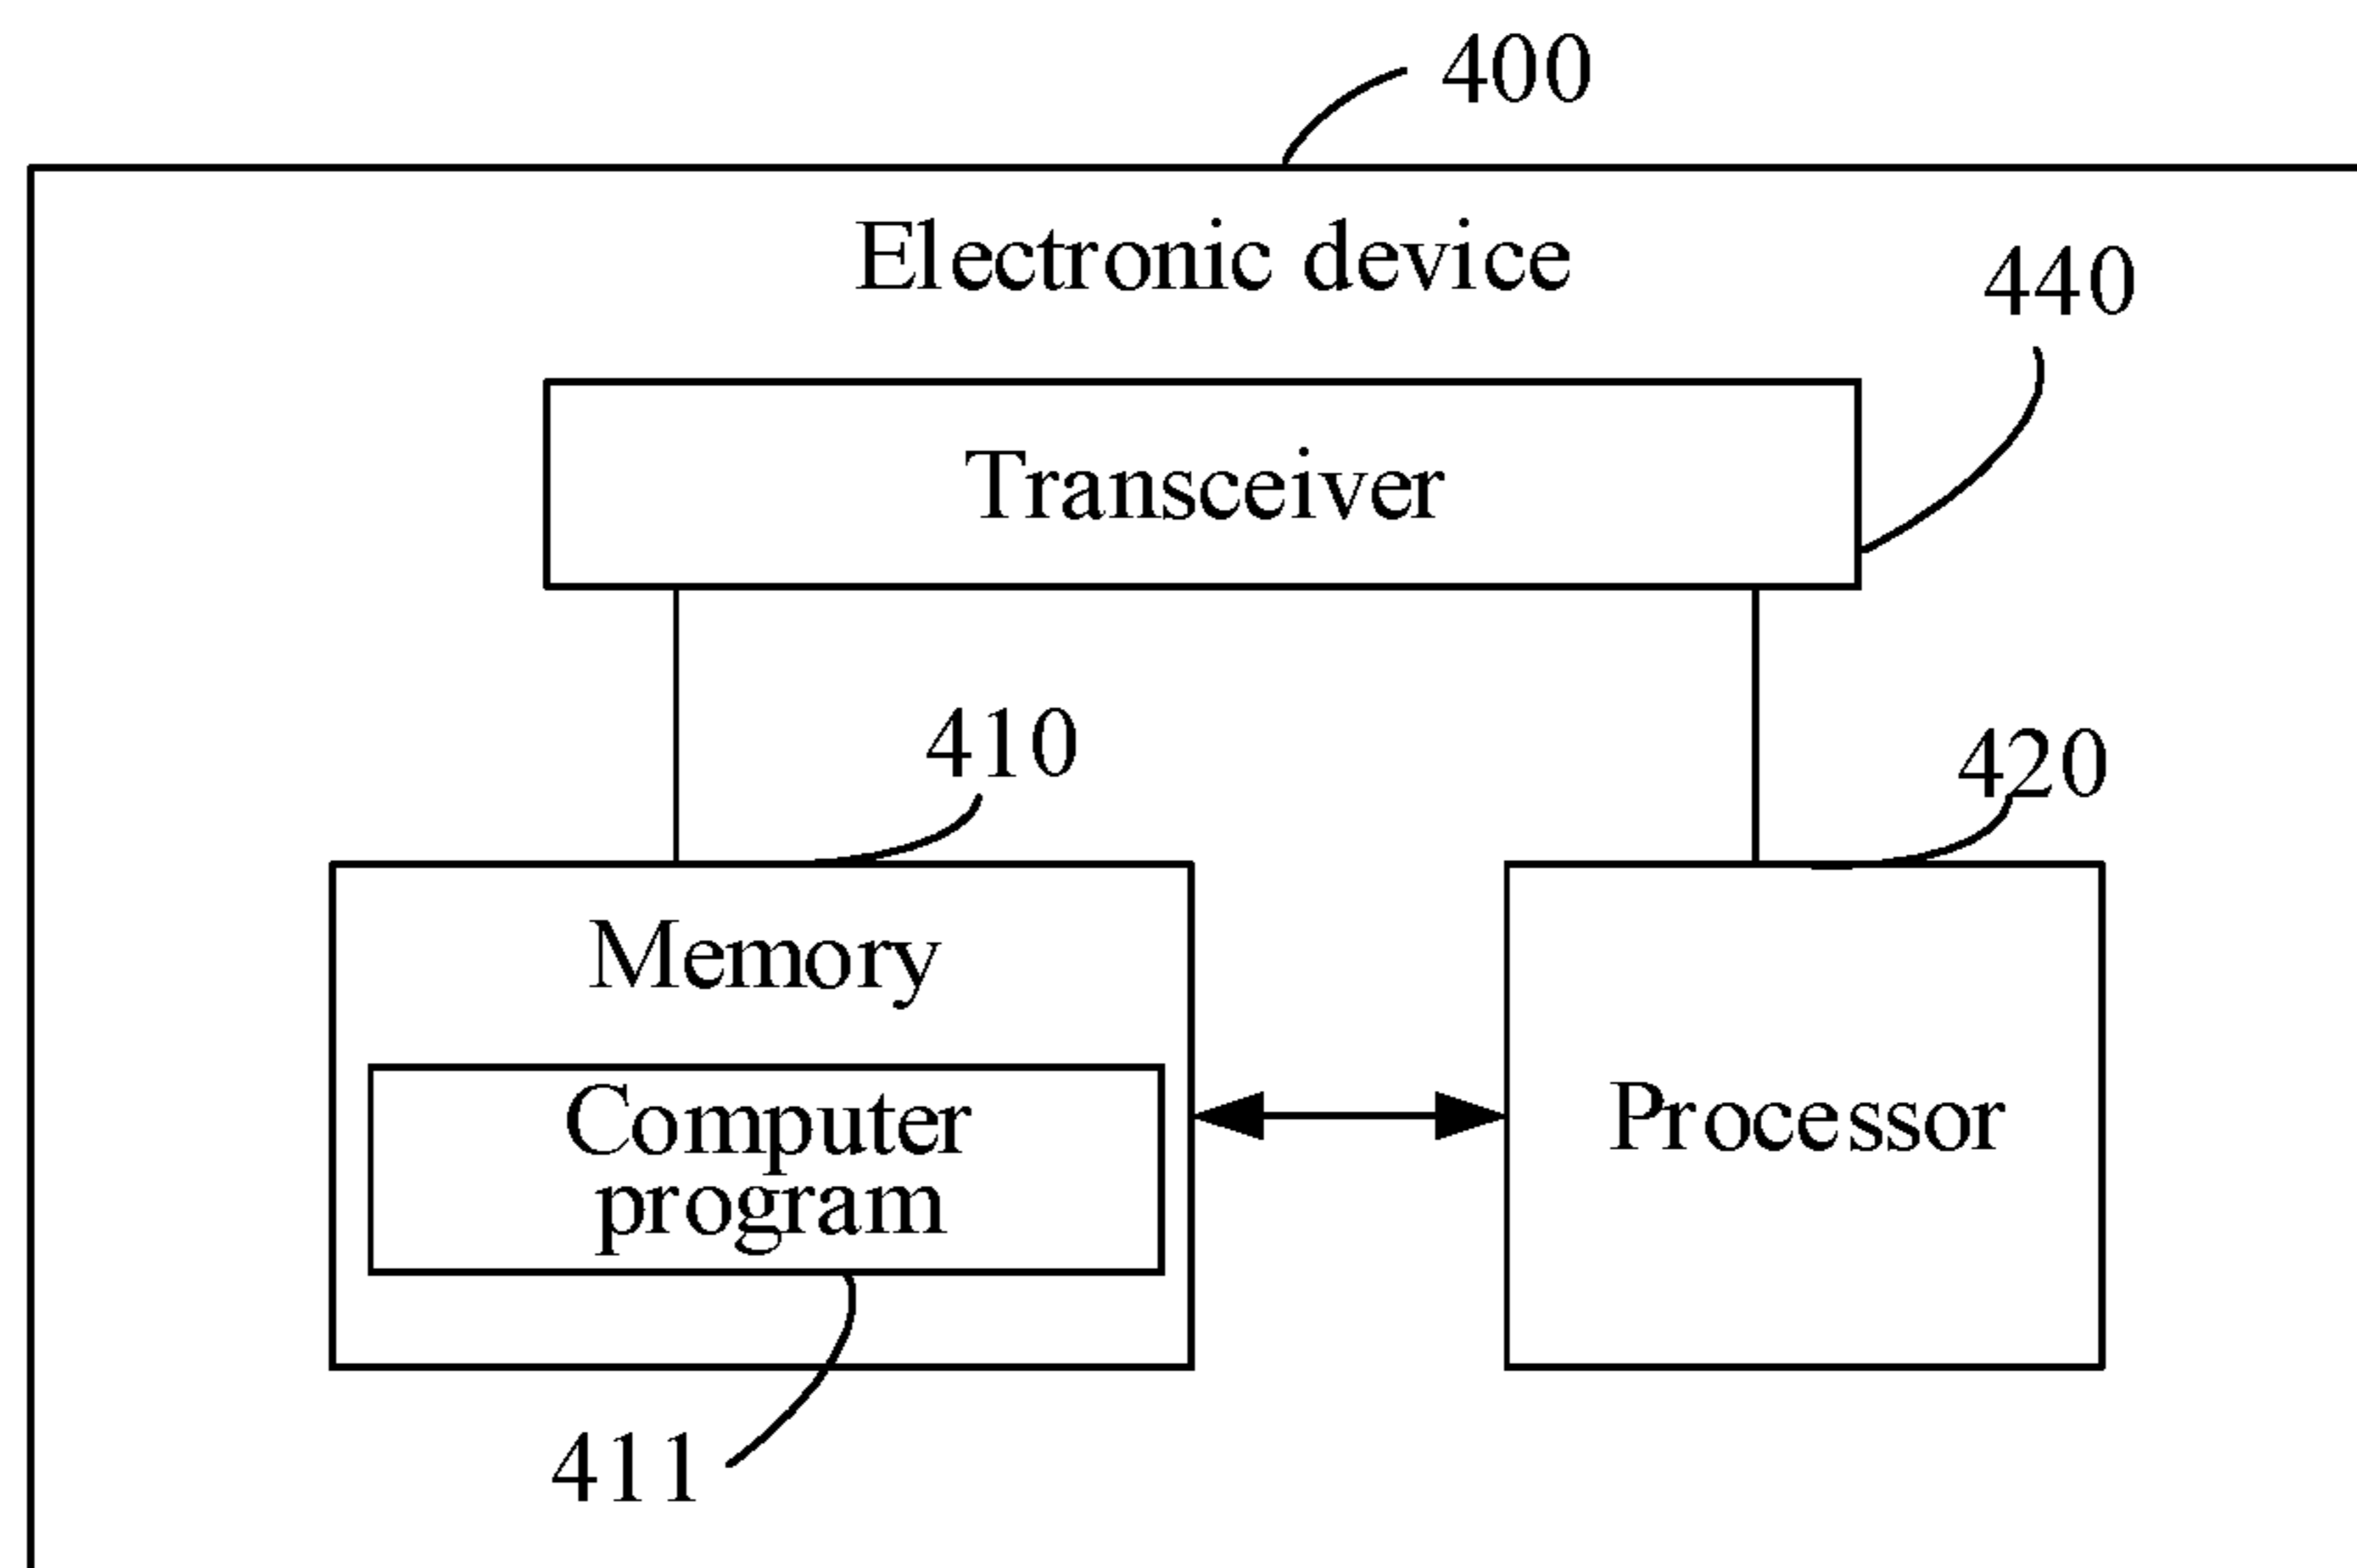 400
Electronic device
440
Transceiver
410
420
Memory
Computer
program
Processor
411